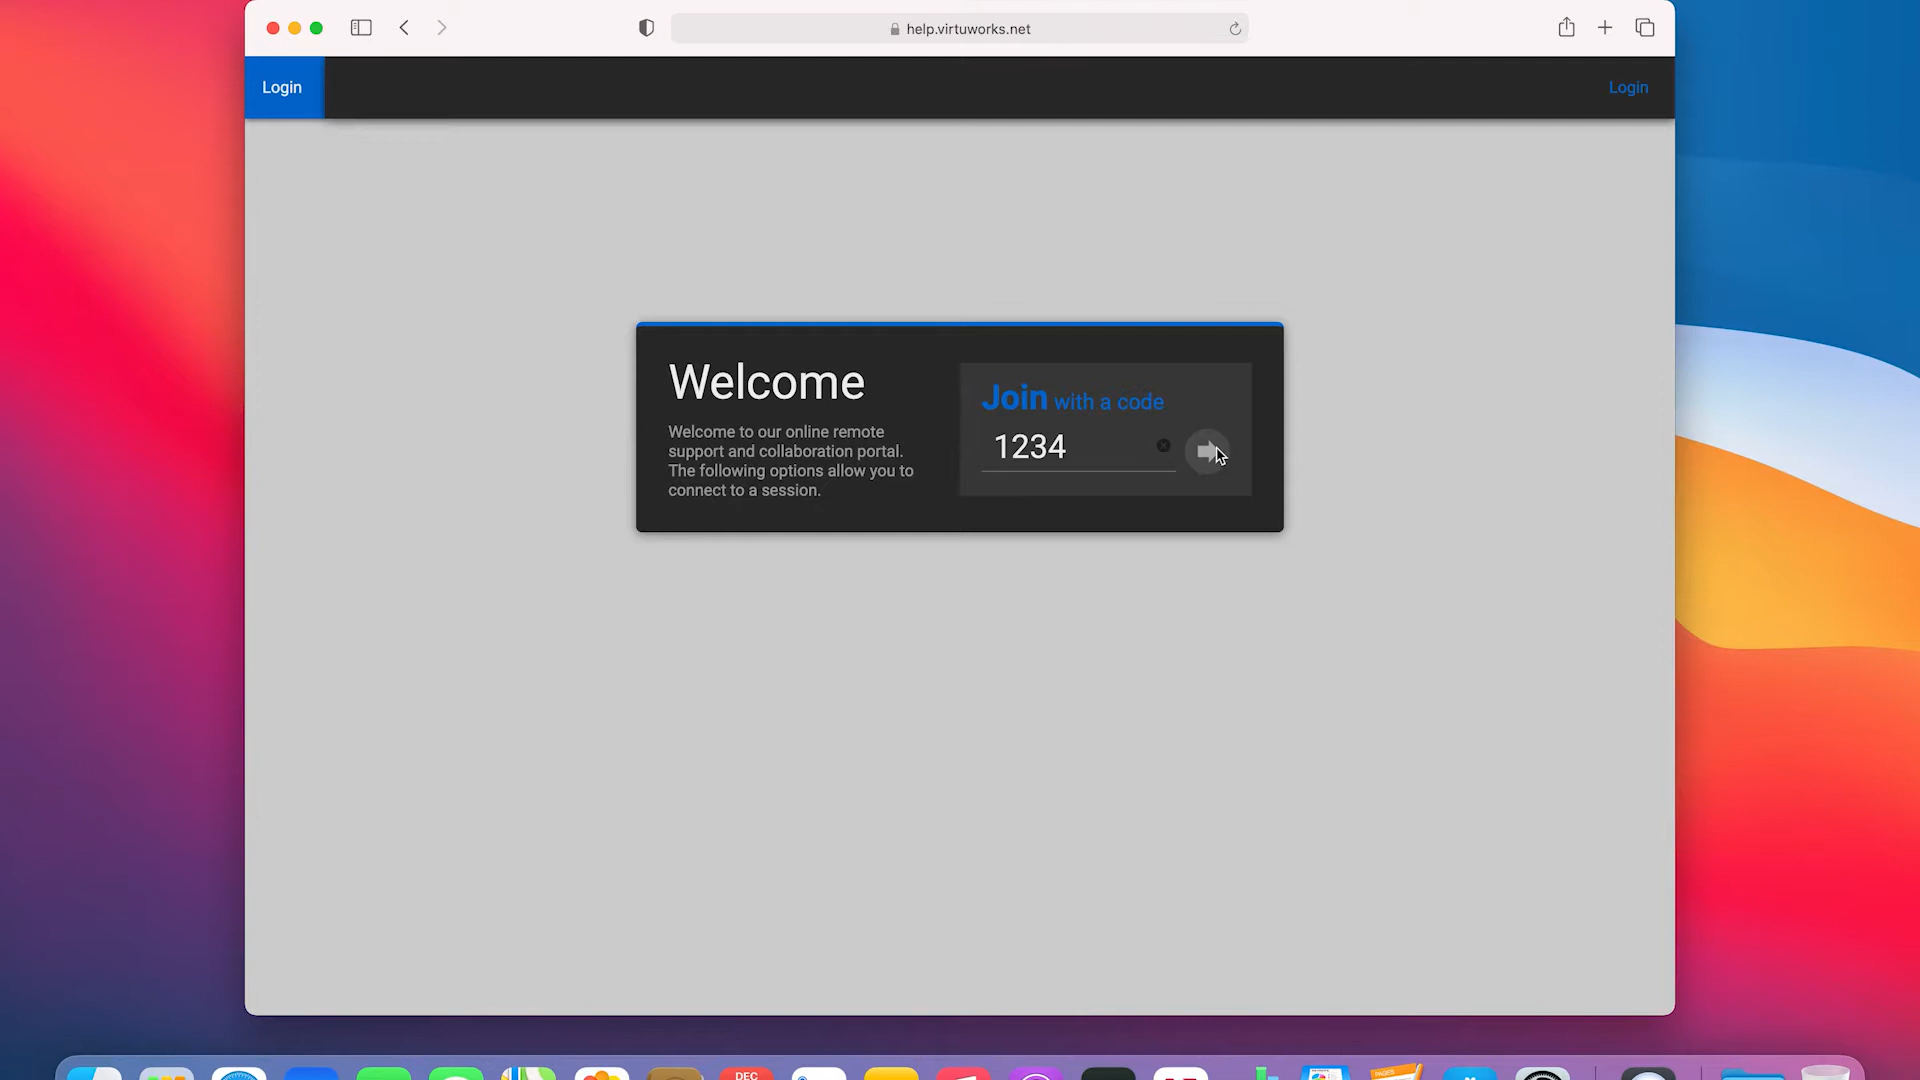 help.virtuworks.net
Login
Login
Welcome
Welcome to our online remote
support and collaboration portal.
The following options allow you to
connect to a session.
Join with a code
1234
DEC
PAGES